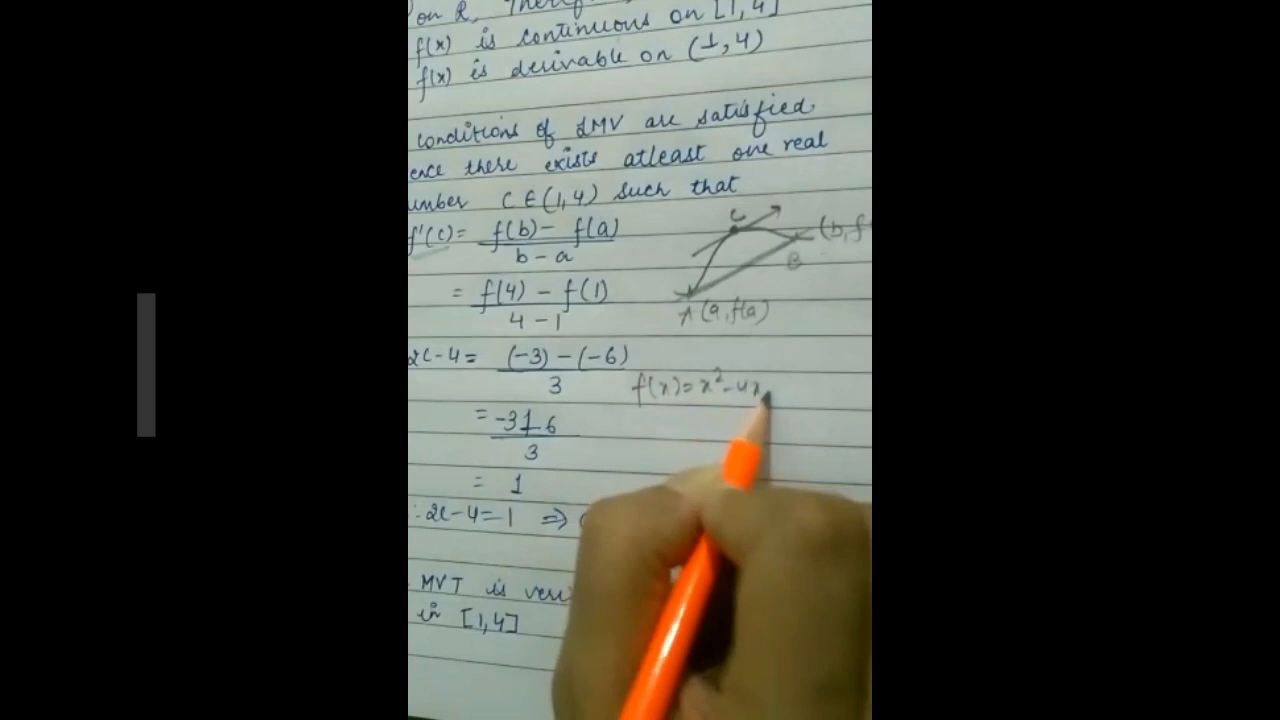 on R,
f(x) is continuous on [1,4]
f(x) is derivable on (1,4)
conditions of LMV are satisfied
ence there exists atleast one real
umber C ∈ (1,4) such that
f'(c) = f(b) - f(a)
b - a
= f(4) - f(1)
4 - 1
2c - 4 = (-3) - (-6)
3
= -3 + 6
3
= 1
∴ 2c - 4 = 1 ⇒
MVT is veri
in [1,4]
C
(b, f
B
A (a, f(a)
f(x) = x² - 4x